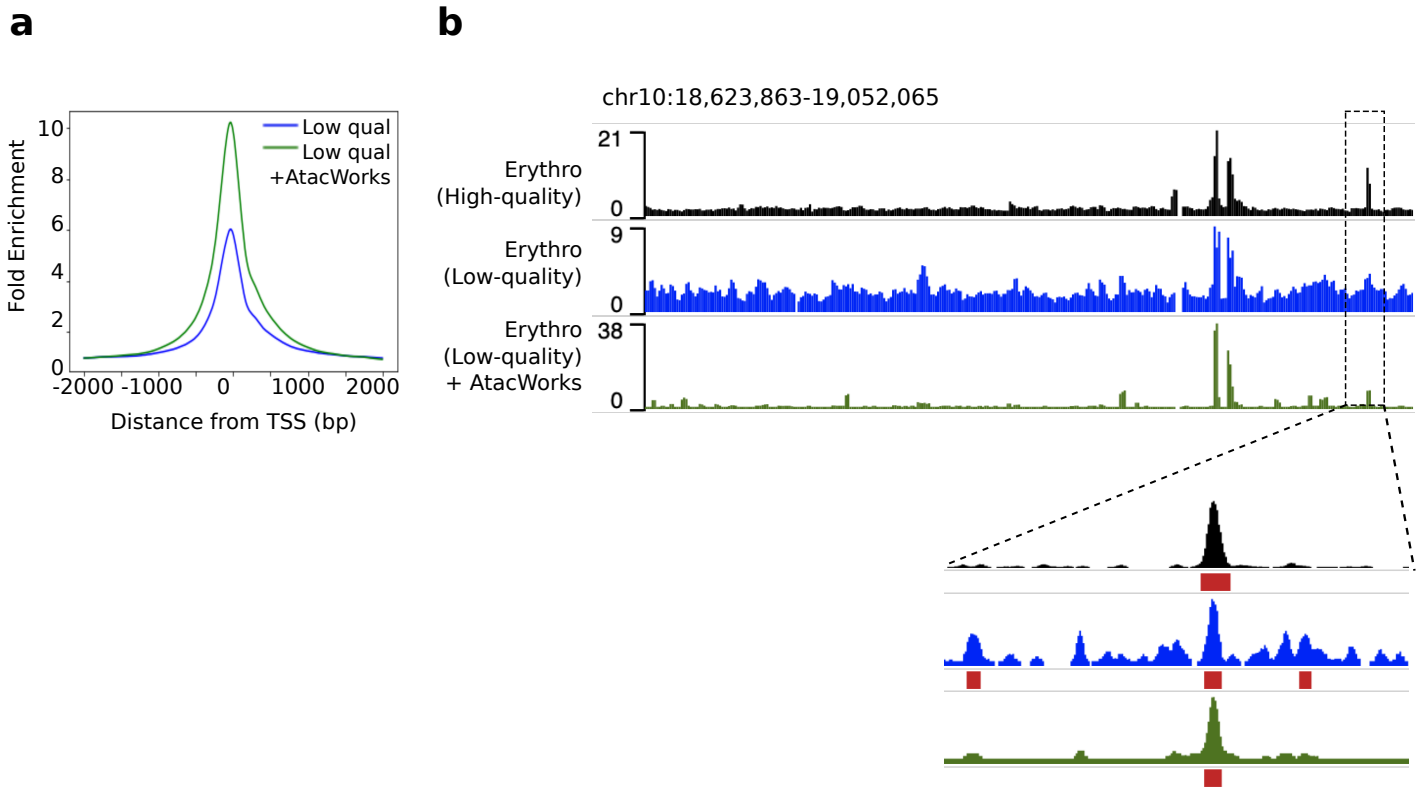 a
b
10
8
6
4
2
0
Fold Enrichment
Low qual
Low qual
+AtacWorks
-2000 -1000 0 1000 2000
Distance from TSS (bp)
chr10:18,623,863-19,052,065
Erythro
(High-quality)
21
0
Erythro
(Low-quality)
9
0
Erythro
(Low-quality)
+ AtacWorks
38
0